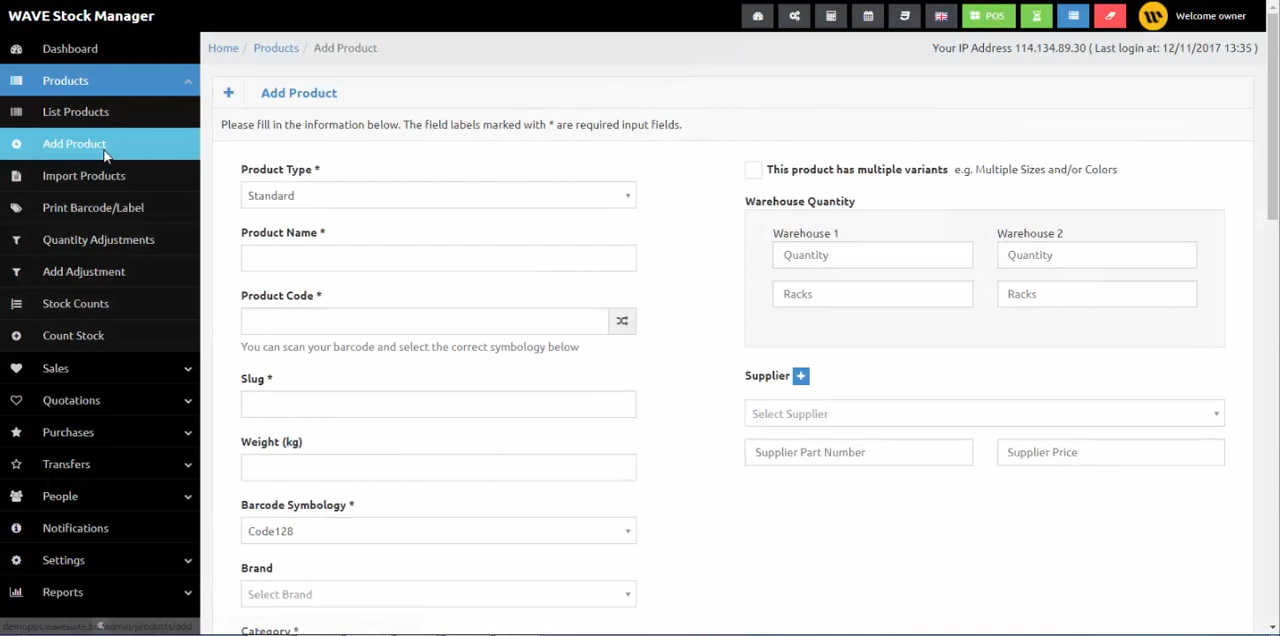 WAVE Stock Manager
POS
Welcome owner
Dashboard
Products
List Products
Add Product
Import Products
Print Barcode/Label
Quantity Adjustments
Add Adjustment
Stock Counts
Count Stock
Sales
Quotations
Purchases
Transfers
People
Notifications
Settings
Reports
Home / Products / Add Product
Your IP Address 114.134.89.30 ( Last login at: 12/11/2017 13:35 )
Add Product
Please fill in the information below. The field labels marked with * are required input fields.
Product Type *
Standard
Product Name *
Product Code *
You can scan your barcode and select the correct symbology below
Slug *
Weight (kg)
Barcode Symbology *
Code128
Brand
Select Brand
Category *
This product has multiple variants e.g. Multiple Sizes and/or Colors
Warehouse Quantity
Warehouse 1 Warehouse 2
Quantity Quantity
Racks Racks
Supplier
Select Supplier
Supplier Part Number Supplier Price